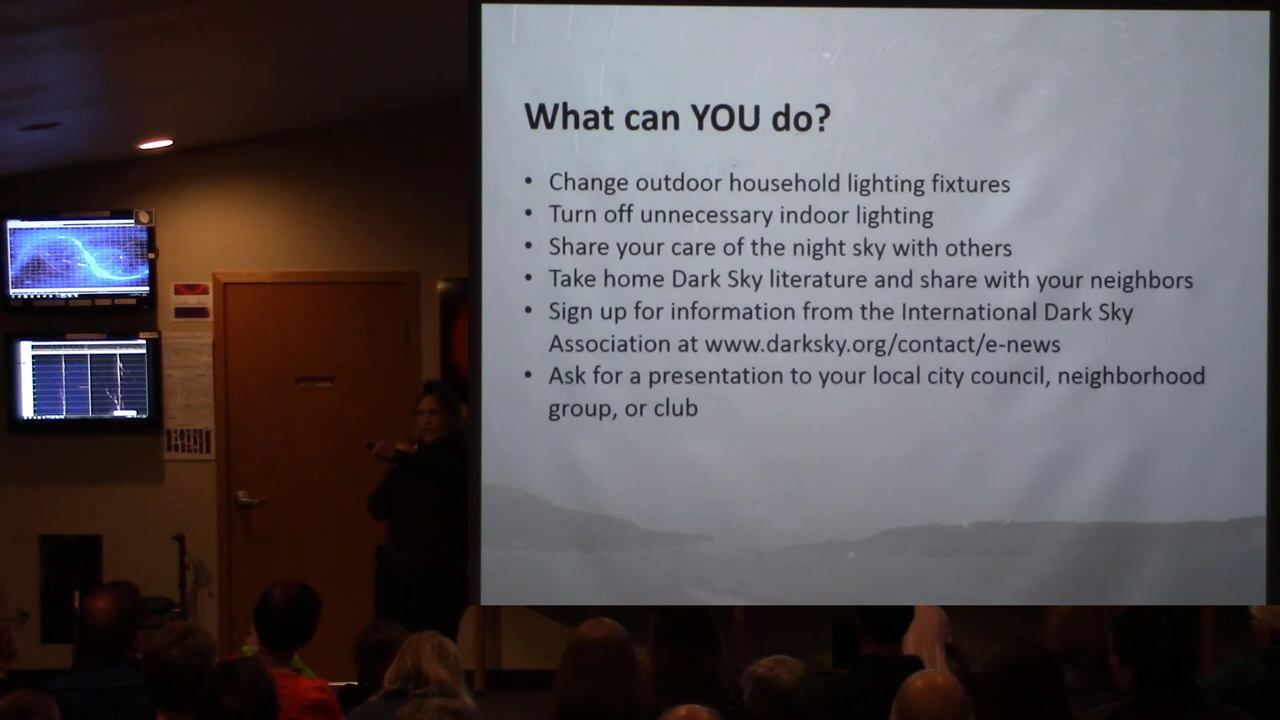 What can YOU do?
• Change outdoor household lighting fixtures
• Turn off unnecessary indoor lighting
• Share your care of the night sky with others
• Take home Dark Sky literature and share with your neighbors
• Sign up for information from the International Dark Sky
Association at www.darksky.org/contact/e-news
• Ask for a presentation to your local city council, neighborhood
group, or club